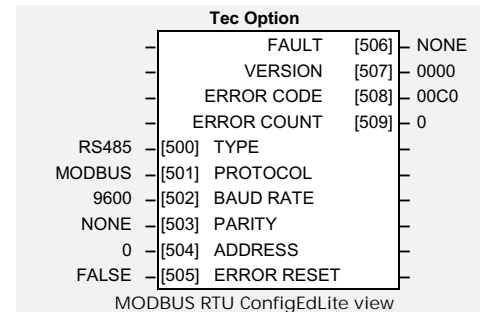 Tec Option
FAULT [506] NONE
VERSION [507] 0000
ERROR CODE [508] 00C0
ERROR COUNT [509] 0
RS485 [500] TYPE
MODBUS [501] PROTOCOL
9600 [502] BAUD RATE
NONE [503] PARITY
0 [504] ADDRESS
FALSE [505] ERROR RESET
MODBUS RTU ConfigEdLite view